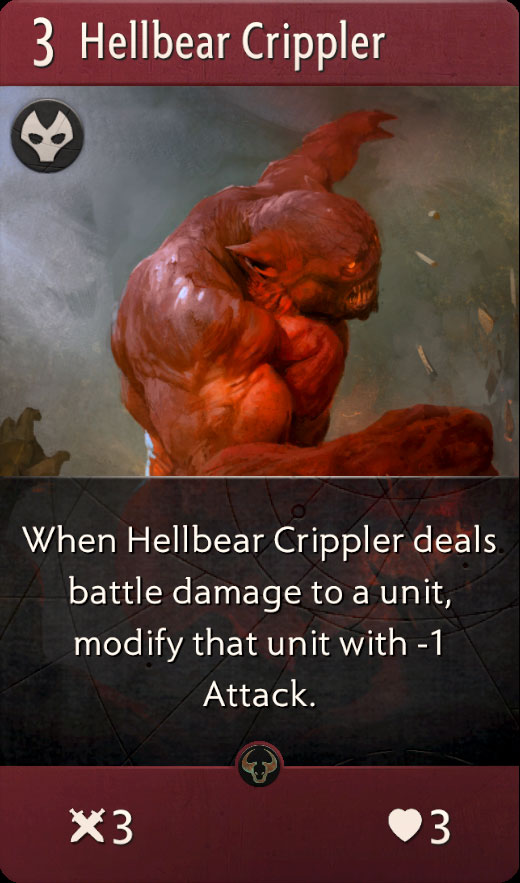 3 Hellbear Crippler
When Hellbear Crippler deals
battle damage to a unit,
modify that unit with -1
Attack.
3 3